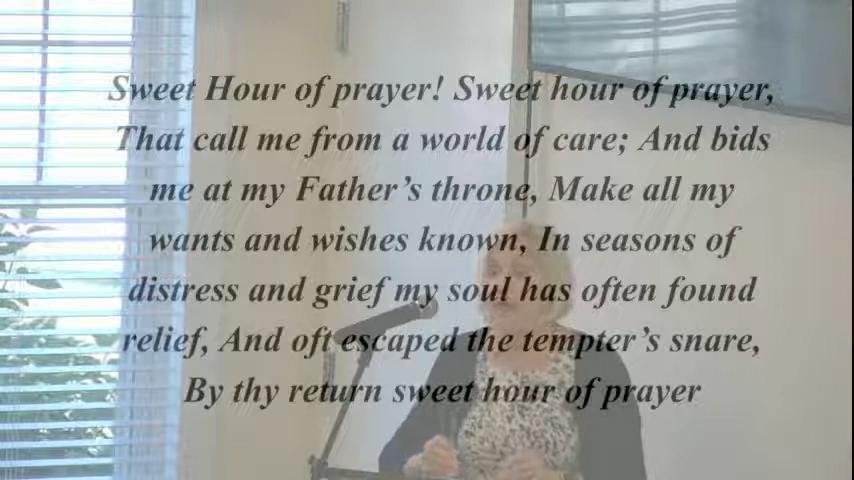 Sweet Hour of prayer! Sweet hour of prayer,
That call me from a world of care; And bids
me at my Father’s throne, Make all my
wants and wishes known, In seasons of
distress and grief my soul has often found
relief, And oft escaped the tempter’s snare,
By thy return sweet hour of prayer